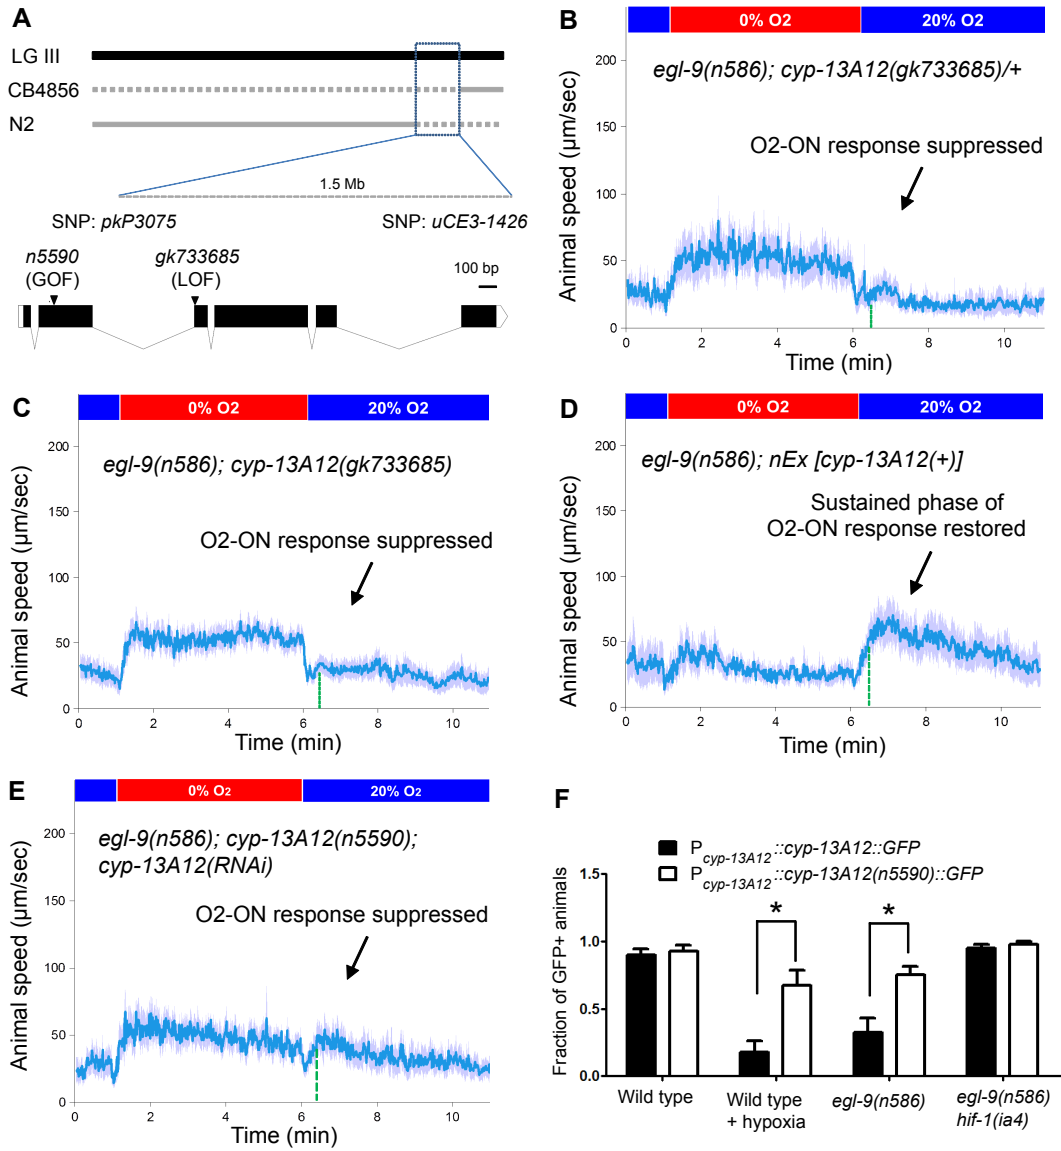 A
LG III
CB4856
N2
1.5 Mb
SNP: pkP3075
SNP: uCE3-1426
n5590
(GOF)
gk733685
(LOF)
100 bp
B
0% O2
20% O2
egl-9(n586); cyp-13A12(gk733685)/+
O2-ON response suppressed
Animal speed (µm/sec)
200
150
100
50
0
0 2 4 6 8 10
Time (min)
C
0% O2
20% O2
egl-9(n586); cyp-13A12(gk733685)
O2-ON response suppressed
Animal speed (µm/sec)
200
150
100
50
0
0 2 4 6 8 10
Time (min)
D
0% O2
20% O2
egl-9(n586); nEx [cyp-13A12(+)]
Sustained phase of
O2-ON response restored
Animal speed (µm/sec)
200
150
100
50
0
0 2 4 6 8 10
Time (min)
E
0% O2
20% O2
egl-9(n586); cyp-13A12(n5590);
cyp-13A12(RNAi)
O2-ON response suppressed
Animal speed (µm/sec)
200
150
100
50
0
0 2 4 6 8 10
Time (min)
F
Pcyp-13A12::cyp-13A12::GFP
Pcyp-13A12::cyp-13A12(n5590)::GFP
Fraction of GFP+ animals
1.5
1.0
0.5
0.0
* *
Wild type
Wild type
+ hypoxia
egl-9(n586)
egl-9(n586)
hif-1(ia4)